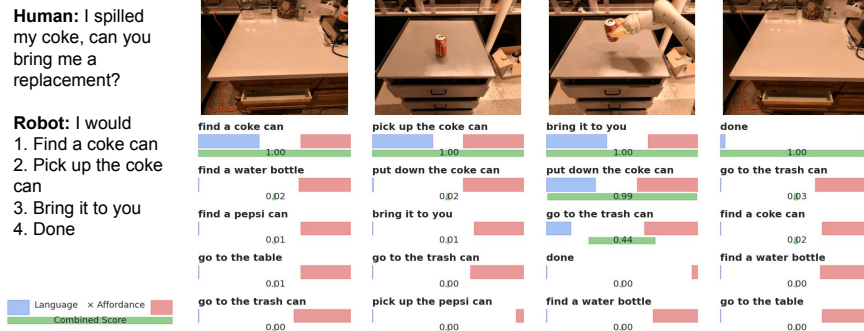 Human: I spilled
my coke, can you
bring me a
replacement?
Robot: I would
1. Find a coke can
2. Pick up the coke
can
3. Bring it to you
4. Done
Language × Affordance
Combined Score
find a coke can
1.00
find a water bottle
0.02
find a pepsi can
0.01
go to the table
0.01
go to the trash can
0.00
pick up the coke can
1.00
put down the coke can
0.02
bring it to you
0.01
go to the trash can
0.00
pick up the pepsi can
0.00
bring it to you
1.00
put down the coke can
0.99
go to the trash can
0.44
done
0.00
find a water bottle
0.00
done
1.00
go to the trash can
0.03
find a coke can
0.02
find a water bottle
0.00
go to the table
0.00